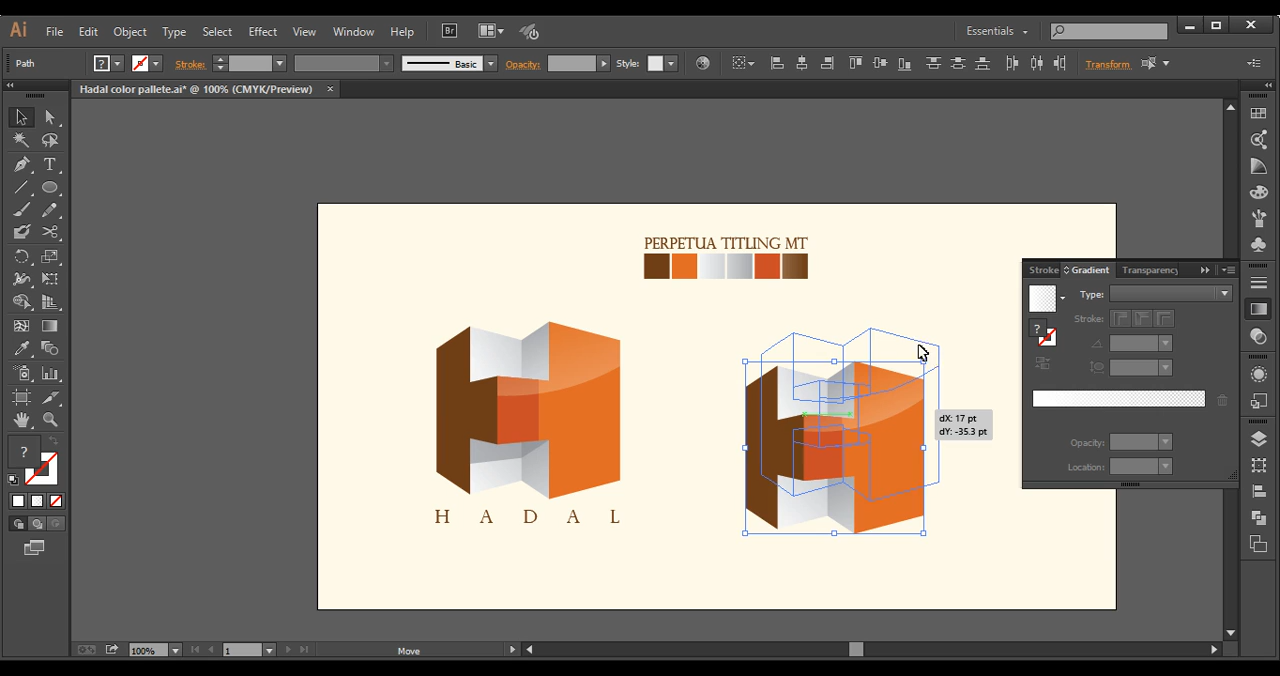 Ai File Edit Object Type Select Effect View Window Help Br Essentials
Path ? Stroke: Basic Opacity: Style: Transform
Hadal color pallete.ai* @ 100% (CMYK/Preview) ×
PERPETUA TITLING MT
Stroke Gradient Transparency
Type:
Stroke:
?
dX: 17 pt
dY: -35.3 pt
Opacity:
Location:
?
H A D A L
100% 1 Move